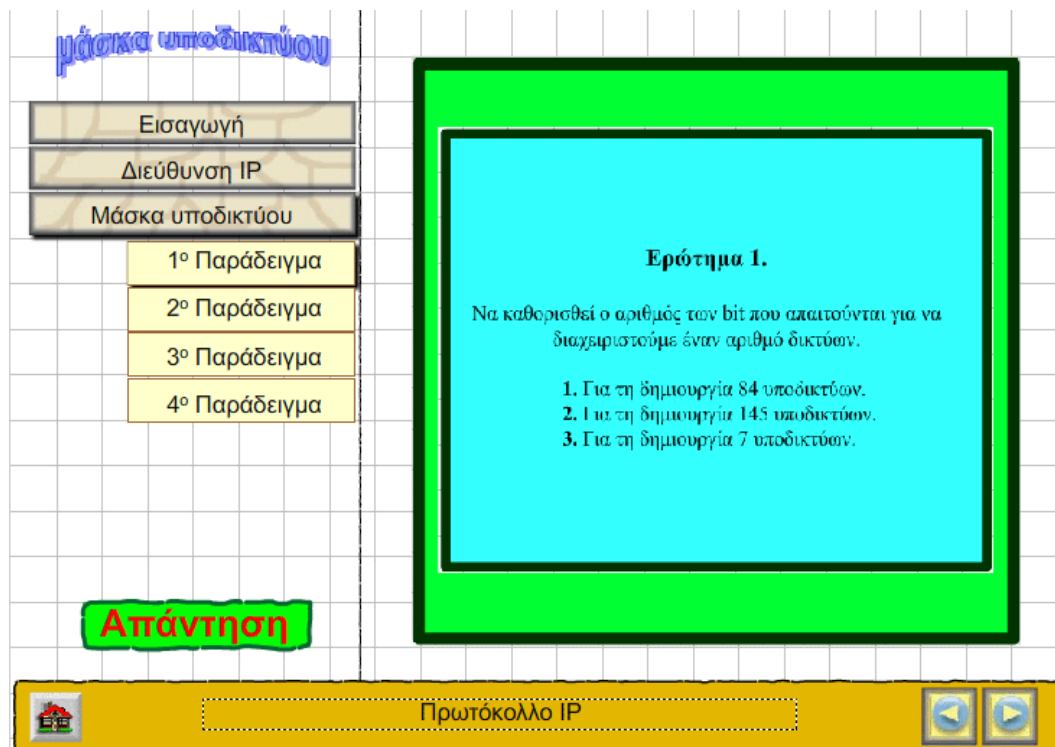 μάσκα υποδικτύου
Εισαγωγή
Διεύθυνση IP
Μάσκα υποδικτύου
1ο Παράδειγμα
2ο Παράδειγμα
3ο Παράδειγμα
4ο Παράδειγμα
Απάντηση
Ερώτημα 1.
Να καθορισθεί ο αριθμός των bit που απαιτούνται για να
διαχειριστούμε έναν αριθμό δικτύων.
1. Για τη δημιουργία 84 υποδικτύων.
2. Για τη δημιουργία 145 υποδικτύων.
3. Για τη δημιουργία 7 υποδικτύων.
Πρωτόκολλο IP